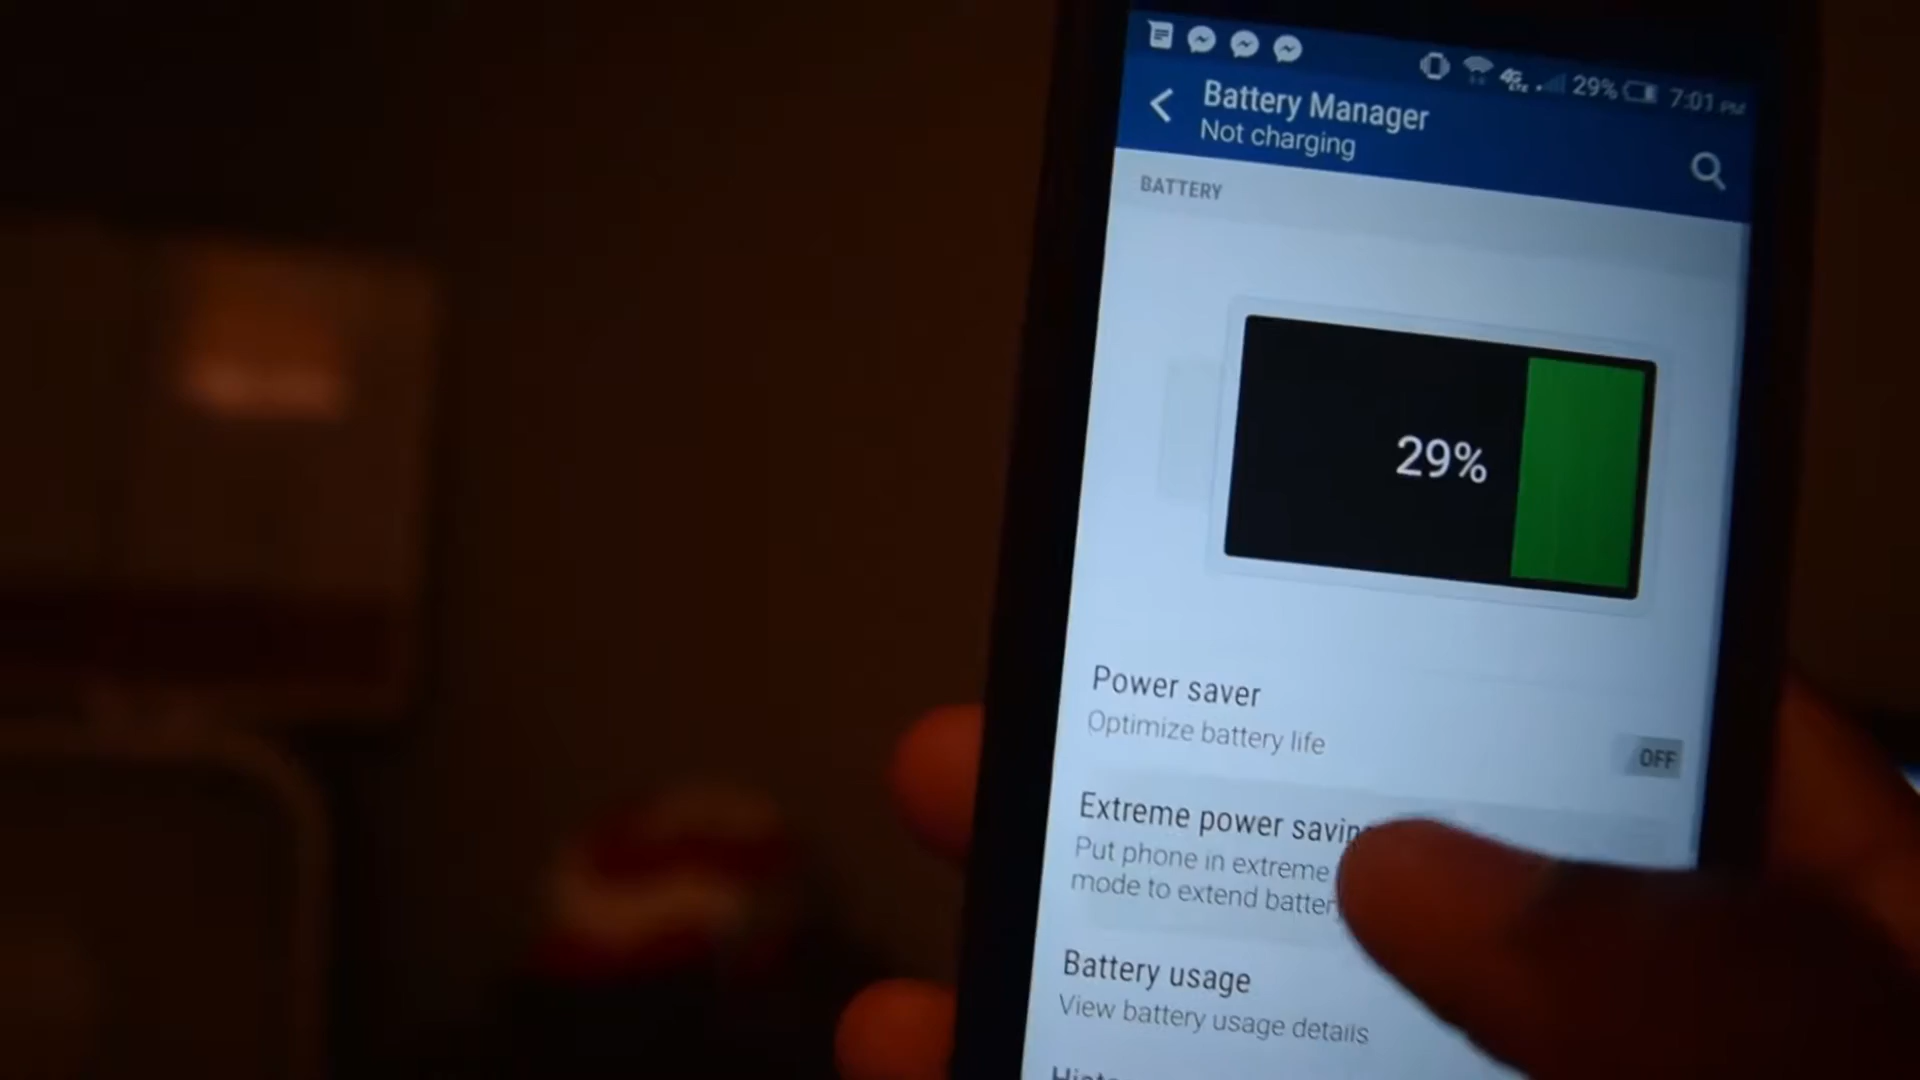 29% 7:01 PM
Battery Manager
Not charging
BATTERY
29%
Power saver
Optimize battery life
OFF
Extreme power savin
Put phone in extreme
mode to extend batter
Battery usage
View battery usage details